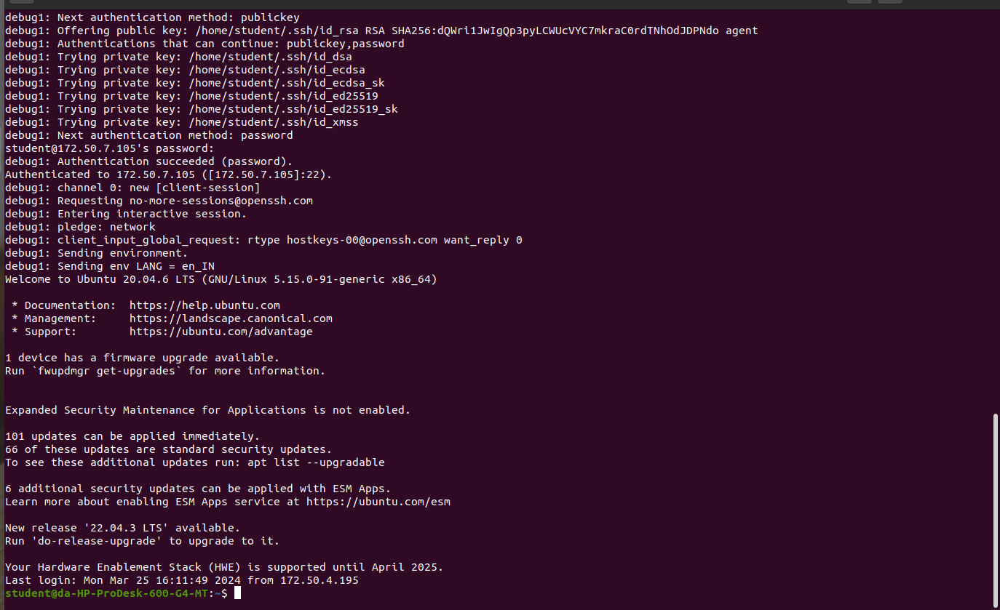 debug1: Next authentication method: publickey
debug1: Offering public key: /home/student/.ssh/id_rsa RSA SHA256:dQWri1JwIgQp3pyLCWUcVYC7mkraC0rdTNhOdJDPNdo agent
debug1: Authentications that can continue: publickey,password
debug1: Trying private key: /home/student/.ssh/id_dsa
debug1: Trying private key: /home/student/.ssh/id_ecdsa
debug1: Trying private key: /home/student/.ssh/id_ecdsa_sk
debug1: Trying private key: /home/student/.ssh/id_ed25519
debug1: Trying private key: /home/student/.ssh/id_ed25519_sk
debug1: Trying private key: /home/student/.ssh/id_xmss
debug1: Next authentication method: password
student@172.50.7.105's password:
debug1: Authentication succeeded (password).
Authenticated to 172.50.7.105 ([172.50.7.105]:22).
debug1: channel 0: new [client-session]
debug1: Requesting no-more-sessions@openssh.com
debug1: Entering interactive session.
debug1: pledge: network
debug1: client_input_global_request: rtype hostkeys-00@openssh.com want_reply 0
debug1: Sending environment.
debug1: Sending env LANG = en_IN
Welcome to Ubuntu 20.04.6 LTS (GNU/Linux 5.15.0-91-generic x86_64)
* Documentation:  https://help.ubuntu.com
* Management:     https://landscape.canonical.com
* Support:        https://ubuntu.com/advantage
1 device has a firmware upgrade available.
Run `fwupdmgr get-upgrades` for more information.
Expanded Security Maintenance for Applications is not enabled.
101 updates can be applied immediately.
66 of these updates are standard security updates.
To see these additional updates run: apt list --upgradable
6 additional security updates can be applied with ESM Apps.
Learn more about enabling ESM Apps service at https://ubuntu.com/esm
New release '22.04.3 LTS' available.
Run 'do-release-upgrade' to upgrade to it.
Your Hardware Enablement Stack (HWE) is supported until April 2025.
Last login: Mon Mar 25 16:11:49 2024 from 172.50.4.195
student@da-HP-ProDesk-600-G4-MT:~$